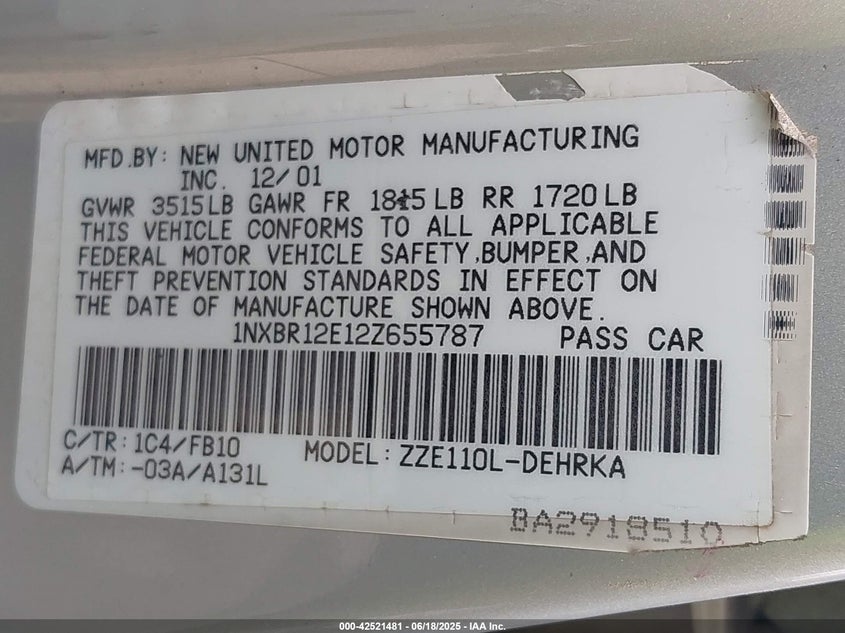 MFD.BY: NEW UNITED MOTOR MANUFACTURING
INC. 12/01
GVWR 3515LB GAWR FR 1815LB RR 1720LB
THIS VEHICLE CONFORMS TO ALL APPLICABLE
FEDERAL MOTOR VEHICLE SAFETY,BUMPER,AND
THEFT PREVENTION STANDARDS IN EFFECT ON
THE DATE OF MANUFACTURE SHOWN ABOVE.
1NXBR12E12Z655787 PASS CAR
C/TR:1C4/FB10 MODEL:ZZE110L-DEHRKA
A/TM:-03A/A131L
BA2918510
000-42521481 - 06/18/2025 - IAA Inc.